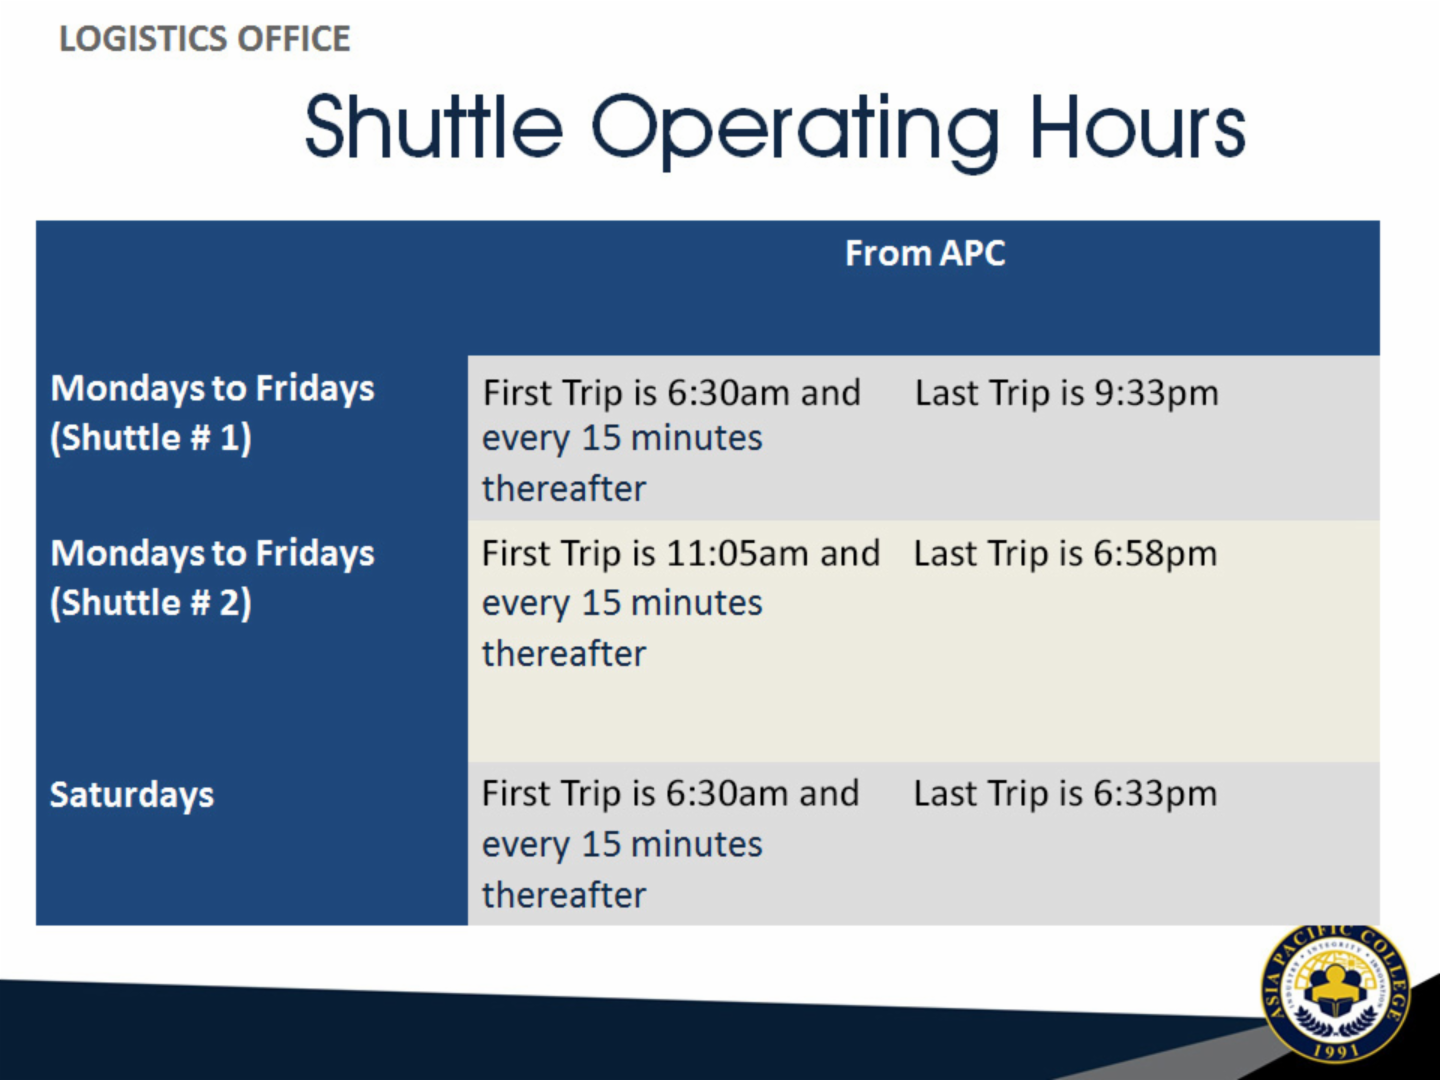 LOGISTICS OFFICE
Shuttle Operating Hours
From APC
Mondays to Fridays
(Shuttle # 1)
First Trip is 6:30am and
every 15 minutes
thereafter
Last Trip is 9:33pm
Mondays to Fridays
(Shuttle # 2)
First Trip is 11:05am and
every 15 minutes
thereafter
Last Trip is 6:58pm
Saturdays
First Trip is 6:30am and
every 15 minutes
thereafter
Last Trip is 6:33pm
ASIA PACIFIC COLLEGE
INDUSTRY • INTEGRITY • INNOVATION
1991